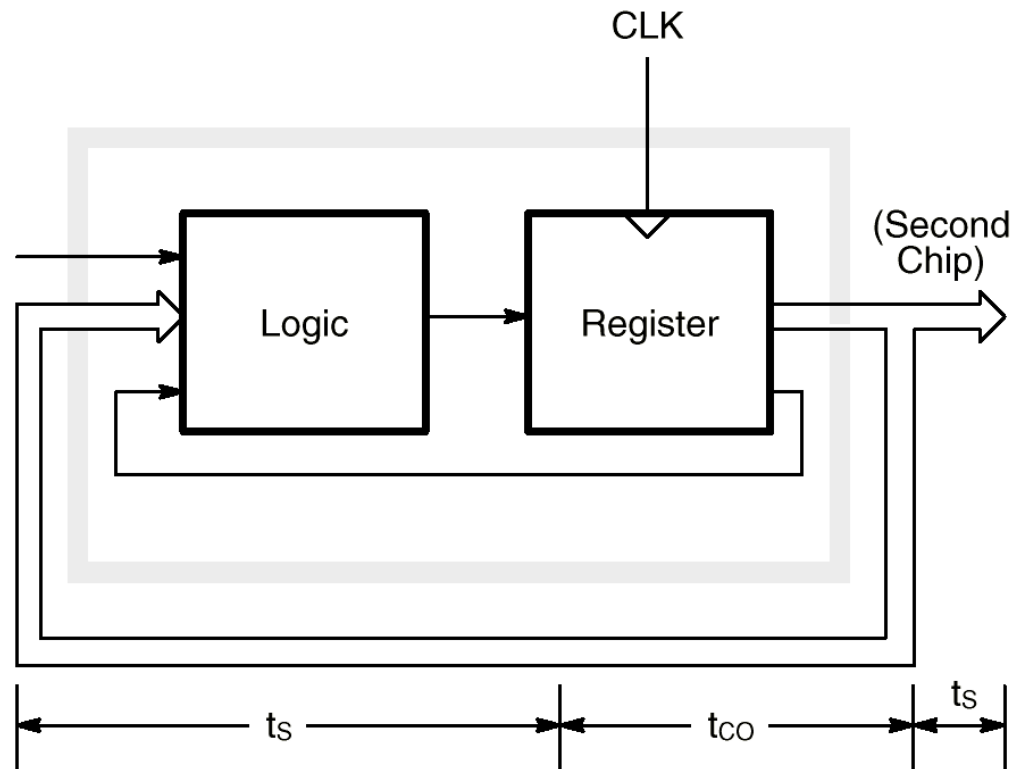 CLK
(Second
Chip)
Logic
Register
tS
tS
tCO